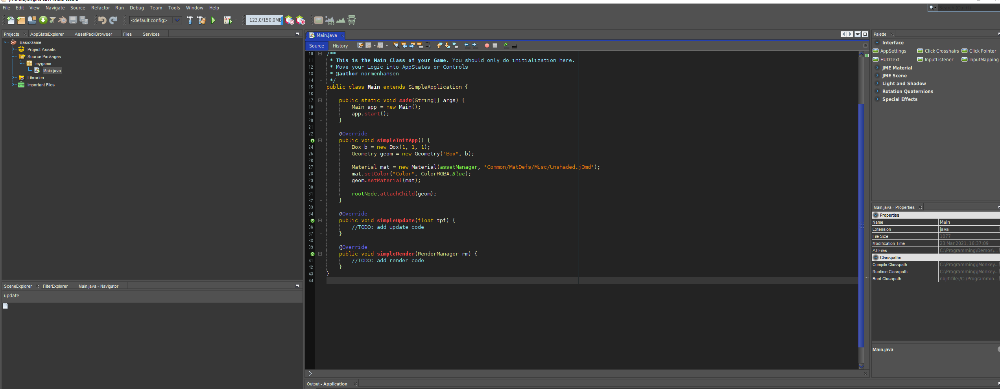 jMonkeyEngine SDK v3.3.2-stable
File Edit View Navigate Source Refactor Run Debug Team Tools Window Help
Search (Ctrl+I)
<default config>
123,0/150,0MB
Projects AppStateExplorer AssetPackBrowser Files Services
BasicGame
Project Assets
Source Packages
mygame
Main.java
Libraries
Important Files
SceneExplorer FilterExplorer Main.java - Navigator
update
Main.java
Source History
10 /**
11 * This is the Main Class of your Game. You should only do initialization here.
12 * Move your Logic into AppStates or Controls
13 * @author normenhansen
14 */
15 public class Main extends SimpleApplication {
16
17 public static void main(String[] args) {
18 Main app = new Main();
19 app.start();
20 }
21
22 @Override
public void simpleInitApp() {
24 Box b = new Box(1, 1, 1);
25 Geometry geom = new Geometry("Box", b);
26
27 Material mat = new Material(assetManager, "Common/MatDefs/Misc/Unshaded.j3md");
28 mat.setColor("Color", ColorRGBA.Blue);
29 geom.setMaterial(mat);
30
31 rootNode.attachChild(geom);
32 }
33
34 @Override
public void simpleUpdate(float tpf) {
36 //TODO: add update code
37 }
38
39 @Override
public void simpleRender(RenderManager rm) {
41 //TODO: add render code
42 }
43 }
44
Output - Application
Palette
Interface
AppSettings Click Crosshairs Click Pointer
HUDText InputListener InputMapping
JME Material
JME Scene
Light and Shadow
Rotation Quaternions
Special Effects
Main.java - Properties
Properties
Name Main
Extension java
File Size 1077
Modification Time 23 Mar 2021, 16:37:09
All Files C:\Programming\Demos\...
Classpaths
Compile Classpath C:\Programming\jMonkey...
Runtime Classpath C:\Programming\jMonkey...
Boot Classpath nbjrt:file:/C:/Programmin...
Main.java